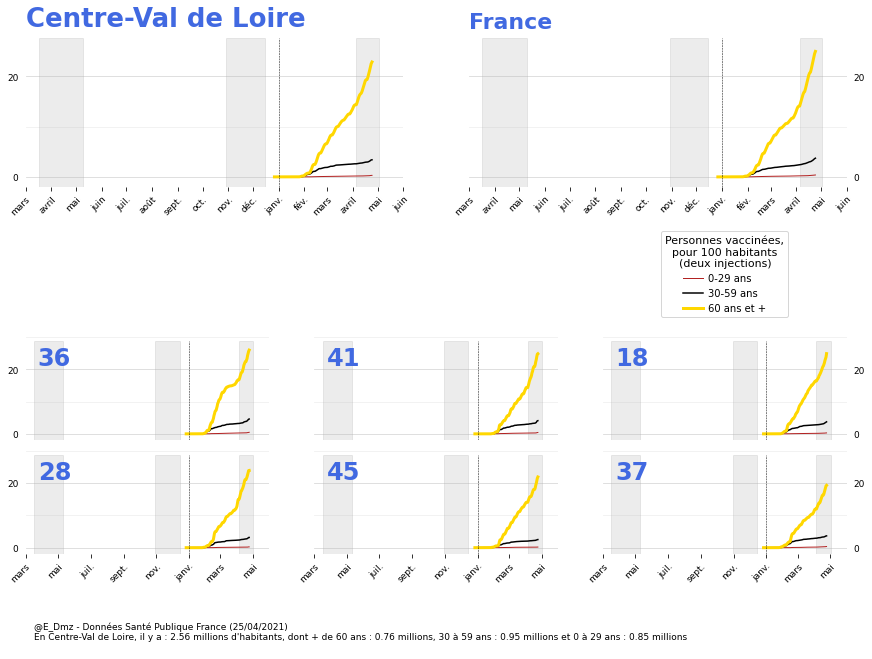 Centre-Val de Loire
France
20
0
20
0
mars avril mai juin juil. août sept. oct. nov. déc. janv. fév. mars avril mai juin
mars avril mai juin juil. août sept. oct. nov. déc. janv. fév. mars avril mai juin
Personnes vaccinées,
pour 100 habitants
(deux injections)
0-29 ans
30-59 ans
60 ans et +
36
41
18
20
0
20
0
28
45
37
20
0
20
0
mars mai juil. sept. nov. janv. mars mai
mars mai juil. sept. nov. janv. mars mai
mars mai juil. sept. nov. janv. mars mai
@E_Dmz - Données Santé Publique France (25/04/2021)
En Centre-Val de Loire, il y a : 2.56 millions d'habitants, dont + de 60 ans : 0.76 millions, 30 à 59 ans : 0.95 millions et 0 à 29 ans : 0.85 millions